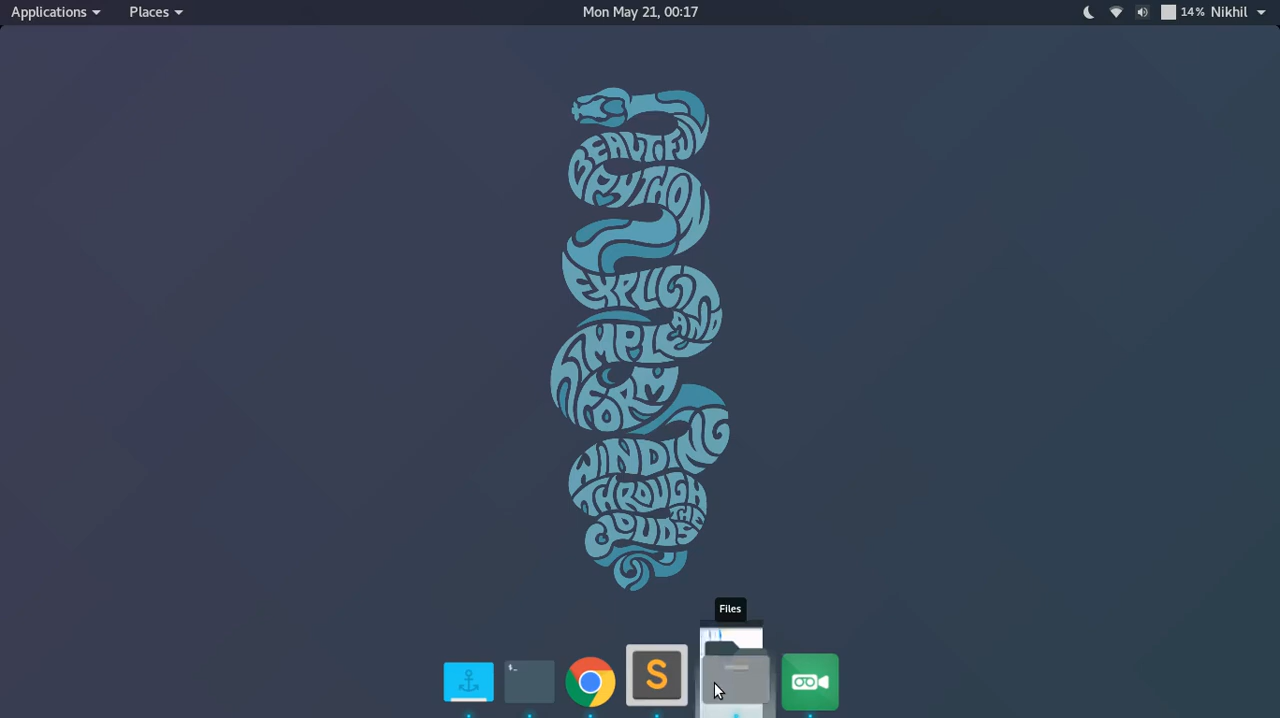 Applications Places Mon May 21, 00:17 14% Nikhil
BEAUTIFUL
PYTHON
EXPLICIT
AND
SIMPLE
FORM
WINDING
THROUGH
THE
CLOUDS
Files
$_
S